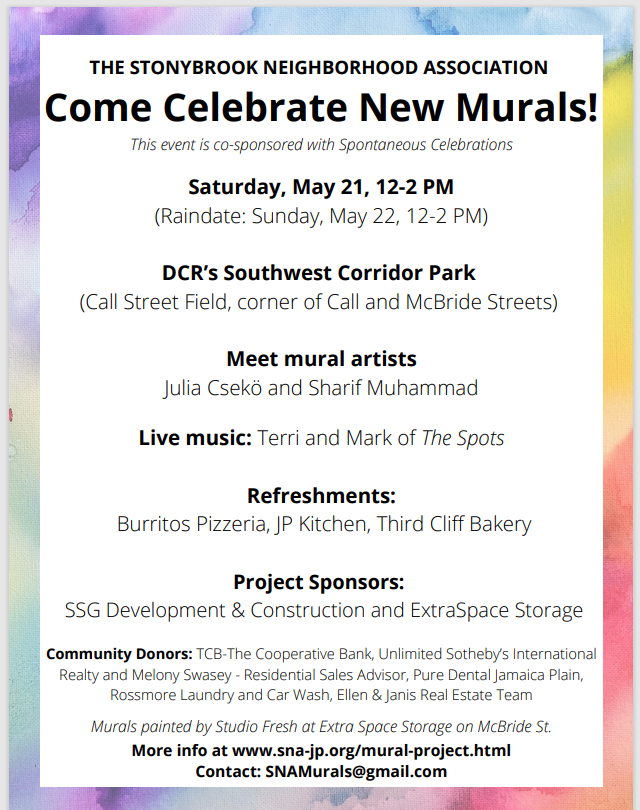 THE STONYBROOK NEIGHBORHOOD ASSOCIATION
Come Celebrate New Murals!
This event is co-sponsored with Spontaneous Celebrations
Saturday, May 21, 12-2 PM
(Raindate: Sunday, May 22, 12-2 PM)
DCR’s Southwest Corridor Park
(Call Street Field, corner of Call and McBride Streets)
Meet mural artists
Julia Csekö and Sharif Muhammad
Live music: Terri and Mark of The Spots
Refreshments:
Burritos Pizzeria, JP Kitchen, Third Cliff Bakery
Project Sponsors:
SSG Development & Construction and ExtraSpace Storage
Community Donors: TCB-The Cooperative Bank, Unlimited Sotheby’s International
Realty and Melony Swasey - Residential Sales Advisor, Pure Dental Jamaica Plain,
Rossmore Laundry and Car Wash, Ellen & Janis Real Estate Team
Murals painted by Studio Fresh at Extra Space Storage on McBride St.
More info at www.sna-jp.org/mural-project.html
Contact: SNAMurals@gmail.com